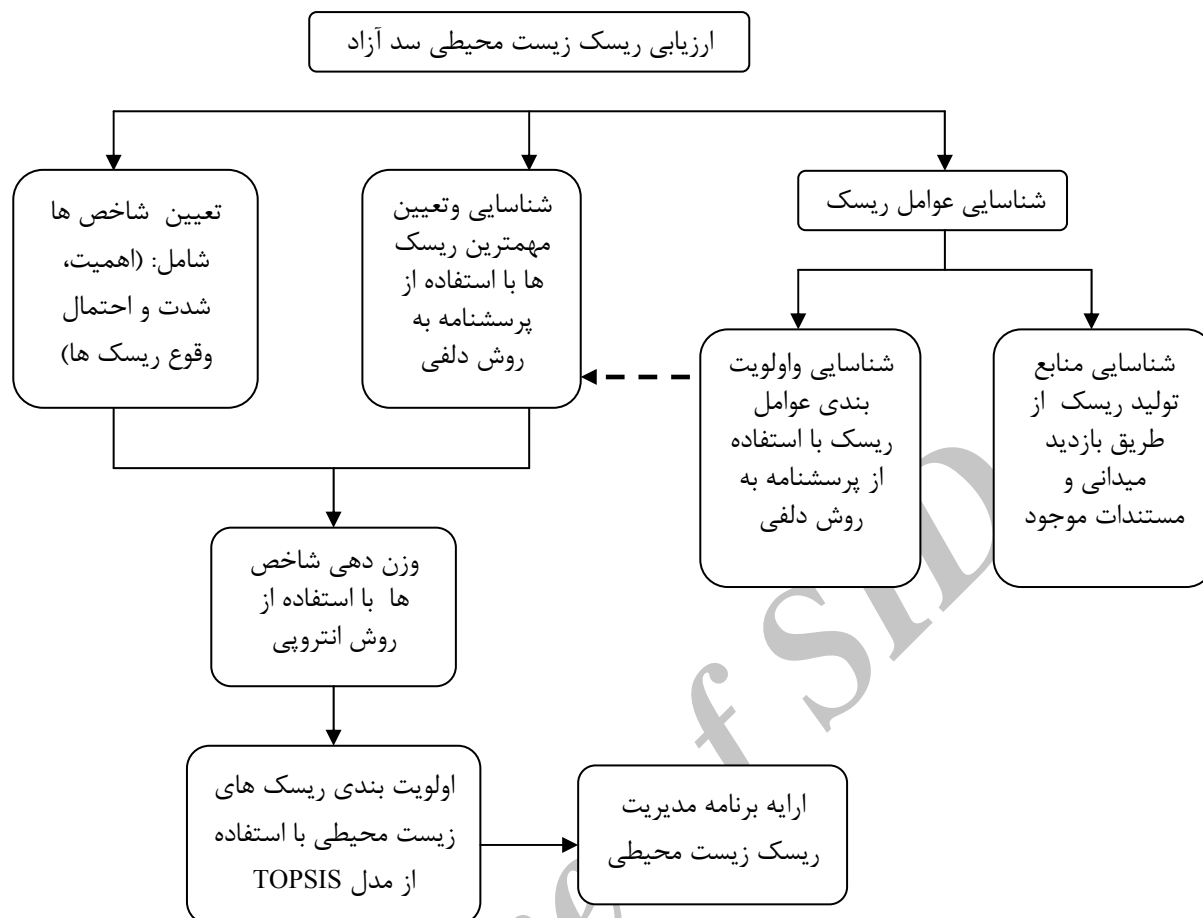 ارزیابی ریسک زیست محیطی سد آزاد
شناسایی عوامل ریسک
شناسایی وتعیین
مهمترین ریسک
ها با استفاده از
پرسشنامه به
روش دلفی
تعیین شاخص ها
شامل: (اهمیت،
شدت و احتمال
وقوع ریسک ها)
شناسایی منابع
تولید ریسک از
طریق بازدید
میدانی و
مستندات موجود
شناسایی واولویت
بندی عوامل
ریسک با استفاده
از پرسشنامه به
روش دلفی
وزن دهی شاخص
ها با استفاده از
روش انتروپی
اولویت بندی ریسک های
زیست محیطی با استفاده
از مدل TOPSIS
ارایه برنامه مدیریت
ریسک زیست محیطی
of SID